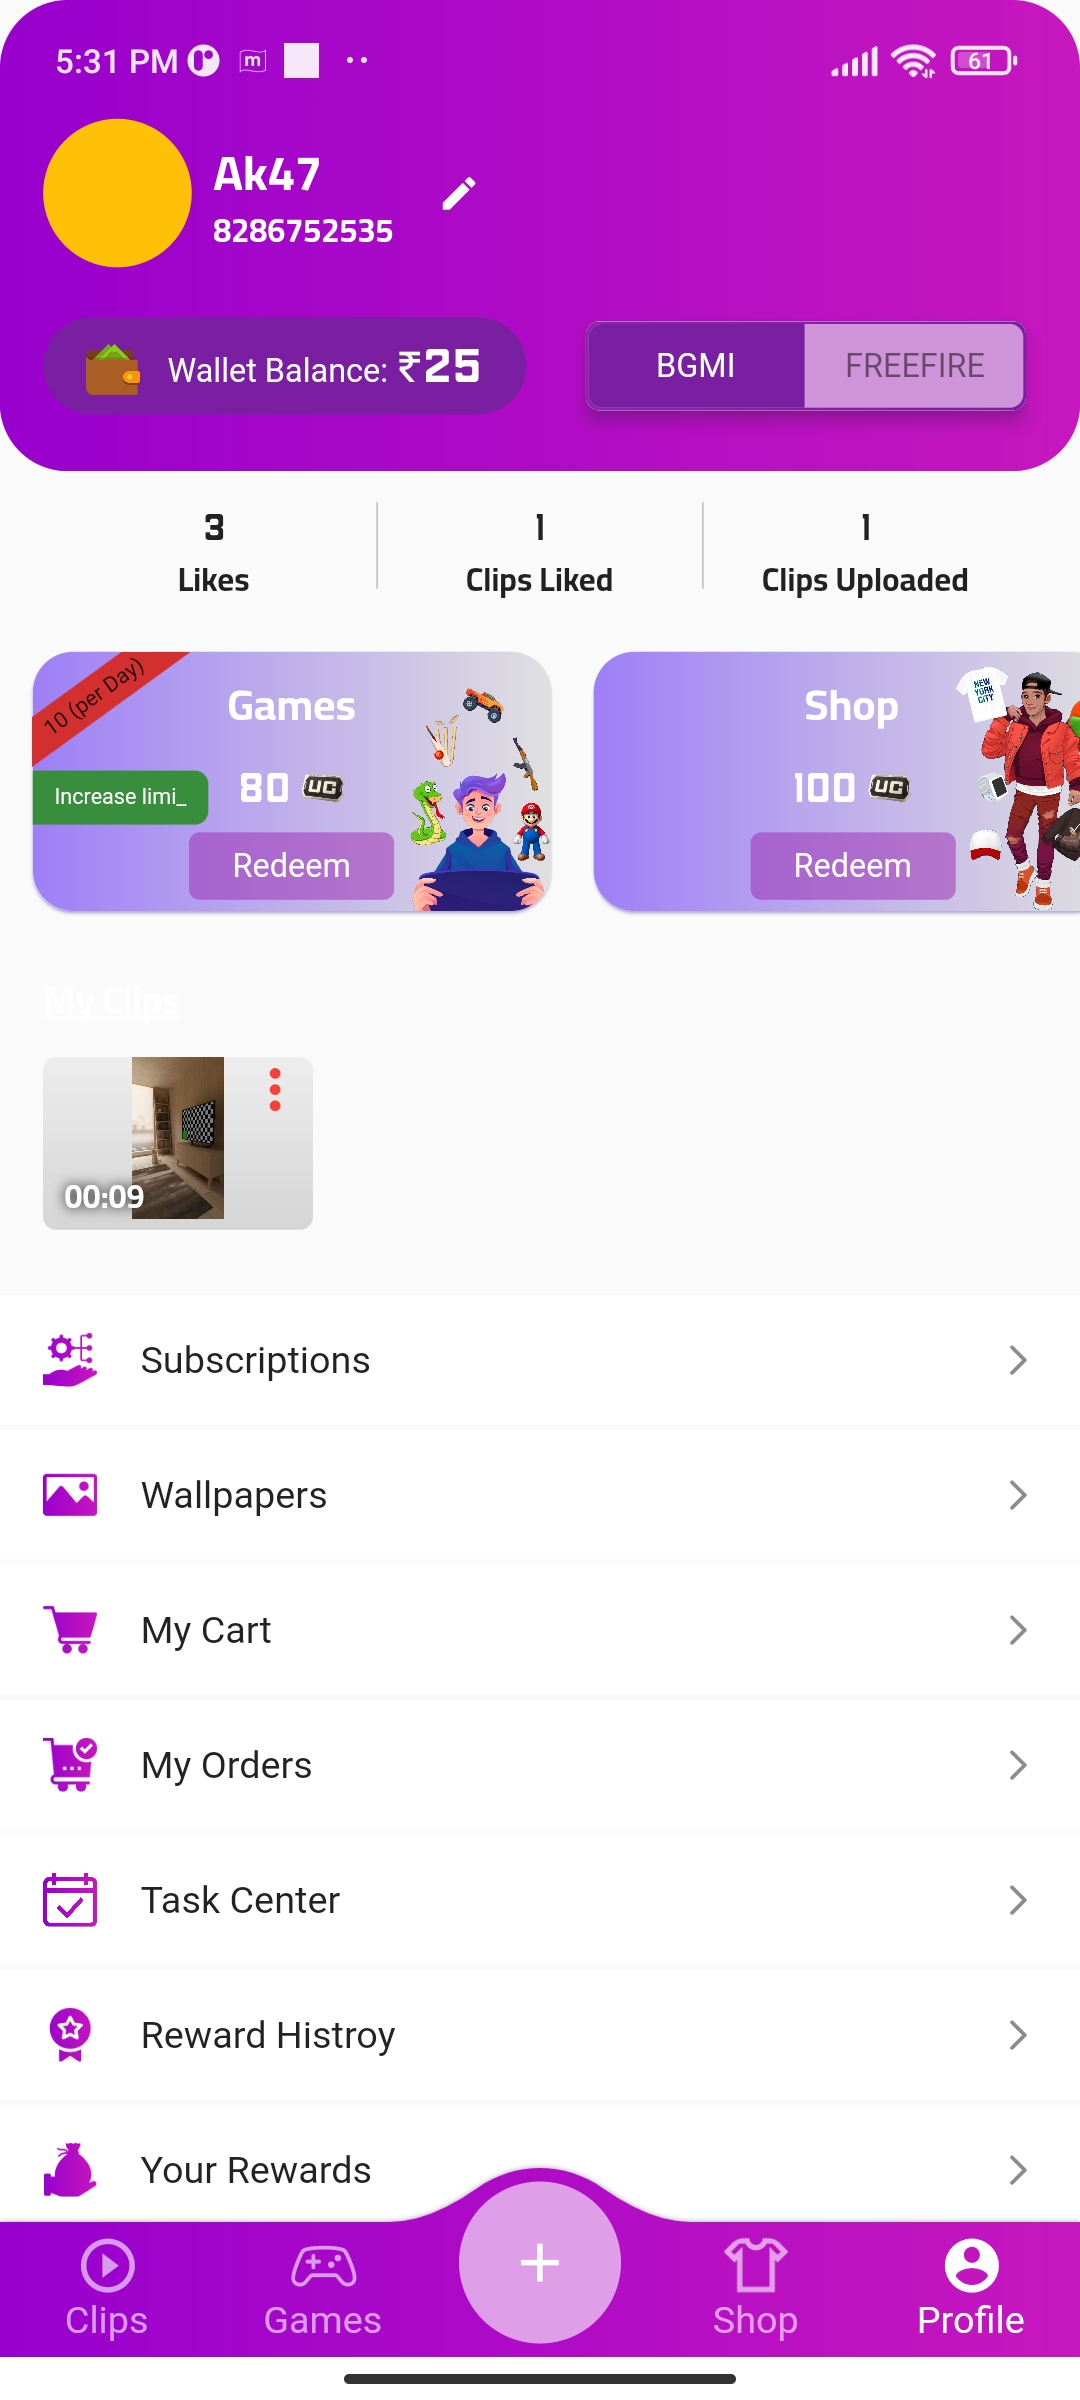 5:31 PM
61
Ak47
8286752535
Wallet Balance: ₹25
BGMI
FREEFIRE
3
Likes
1
Clips Liked
1
Clips Uploaded
10 (per Day)
Games
Increase limi_
80 UC
Redeem
Shop
NEW YORK CITY
100 UC
Redeem
My Clips
00:09
Subscriptions
Wallpapers
My Cart
My Orders
Task Center
Reward Histroy
Your Rewards
Clips
Games
Shop
Profile